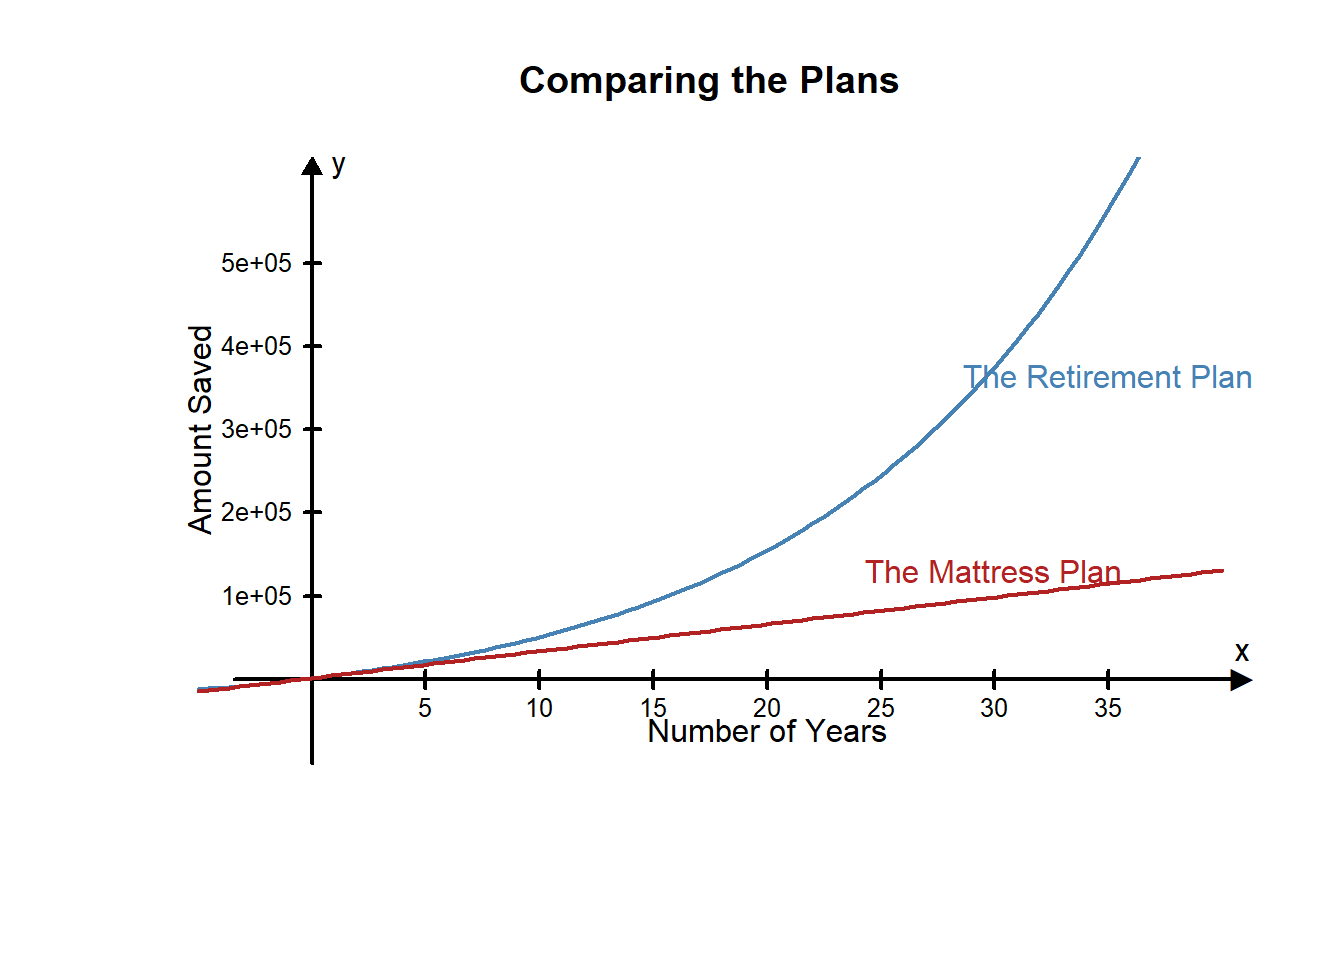 Comparing the Plans
y
5e+05
4e+05
3e+05
2e+05
1e+05
Amount Saved
The Retirement Plan
The Mattress Plan
x
5 10 15 20 25 30 35
Number of Years